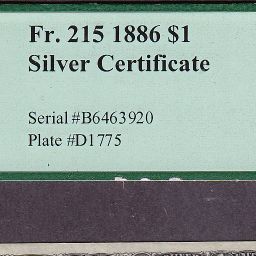 Fr. 215 1886 $1
Silver Certificate
Serial #B6463920
Plate #D1775